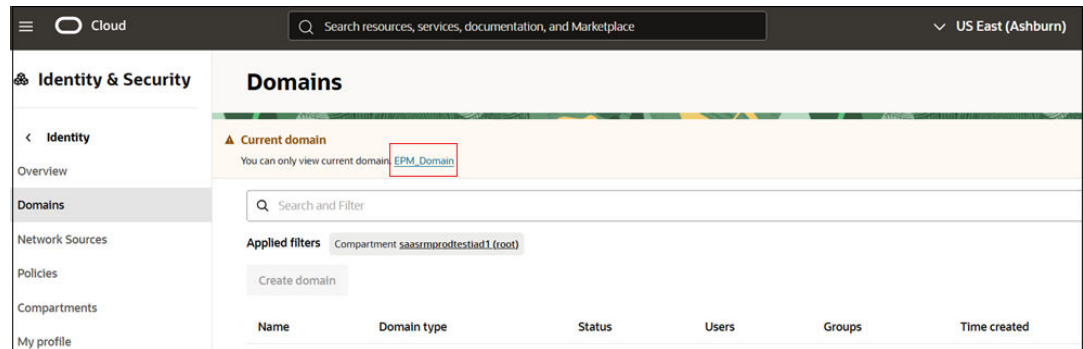 Cloud
Search resources, services, documentation, and Marketplace
US East (Ashburn)
Identity & Security
Identity
Overview
Domains
Network Sources
Policies
Compartments
My profile
Domains
Current domain
You can only view current domain. EPM_Domain
Search and Filter
Applied filters Compartment saasrmprodtestiad1 (root)
Create domain
Name Domain type Status Users Groups Time created